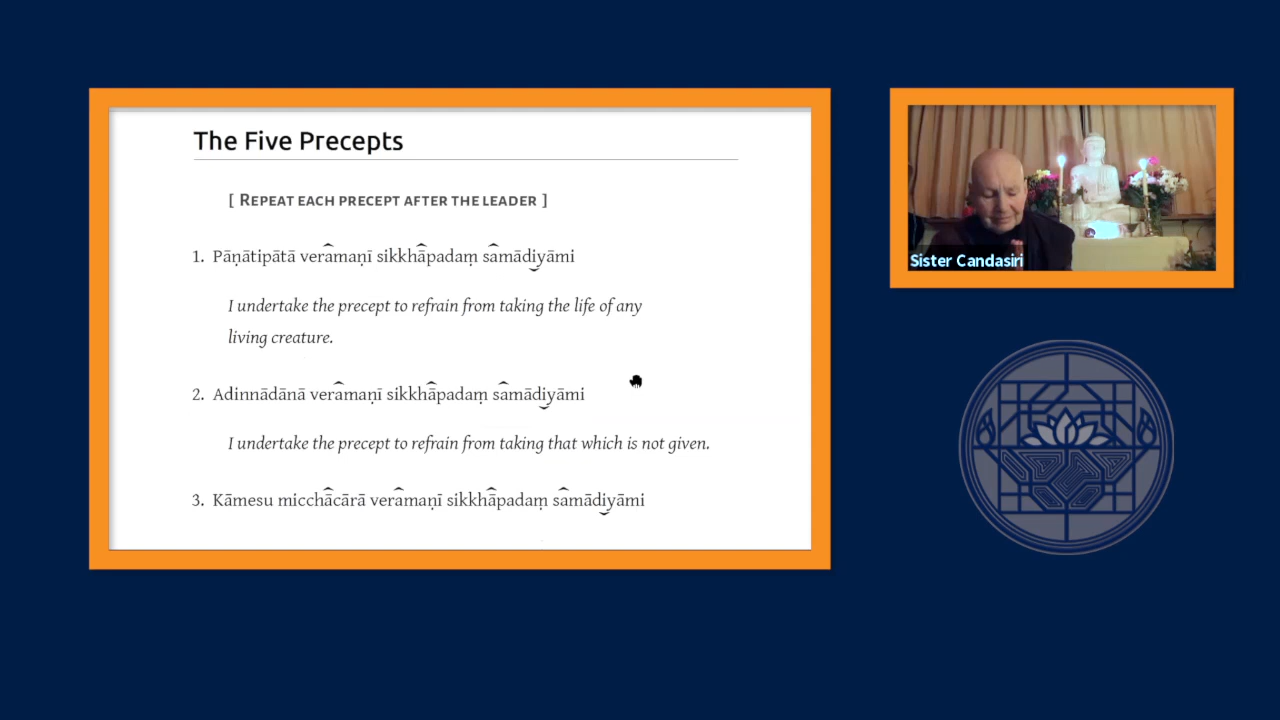 The Five Precepts
[ REPEAT EACH PRECEPT AFTER THE LEADER ]
1. Pāṇātipātā veramaṇī sikkhāpadaṃ samādiyāmi
I undertake the precept to refrain from taking the life of any
living creature.
2. Adinnādānā veramaṇī sikkhāpadaṃ samādiyāmi
I undertake the precept to refrain from taking that which is not given.
3. Kāmesu micchācārā veramaṇī sikkhāpadaṃ samādiyāmi
Sister Candasiri